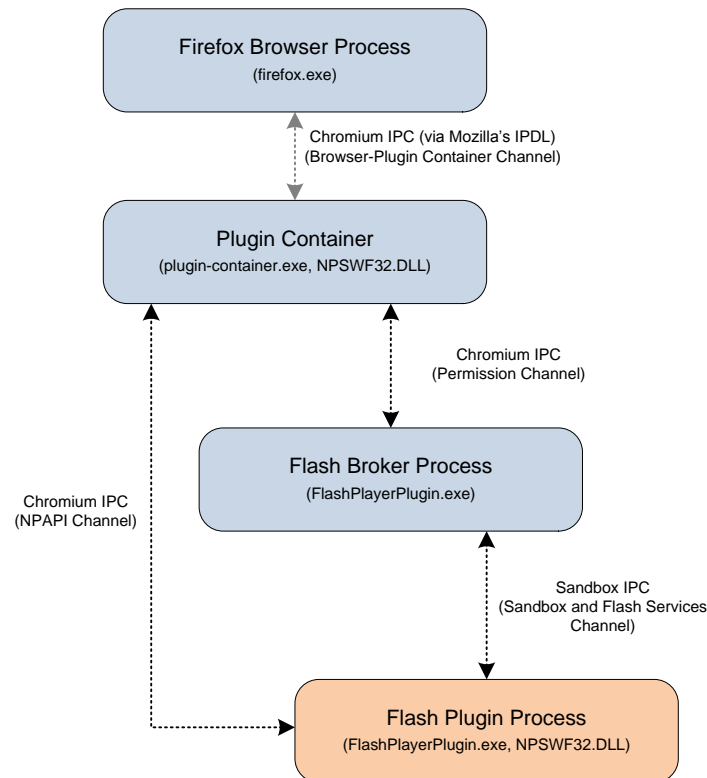 Firefox Browser Process
(firefox.exe)
Chromium IPC (via Mozilla's IPDL)
(Browser-Plugin Container Channel)
Plugin Container
(plugin-container.exe, NPSWF32.DLL)
Chromium IPC
(Permission Channel)
Flash Broker Process
(FlashPlayerPlugin.exe)
Chromium IPC
(NPAPI Channel)
Sandbox IPC
(Sandbox and Flash Services
Channel)
Flash Plugin Process
(FlashPlayerPlugin.exe, NPSWF32.DLL)